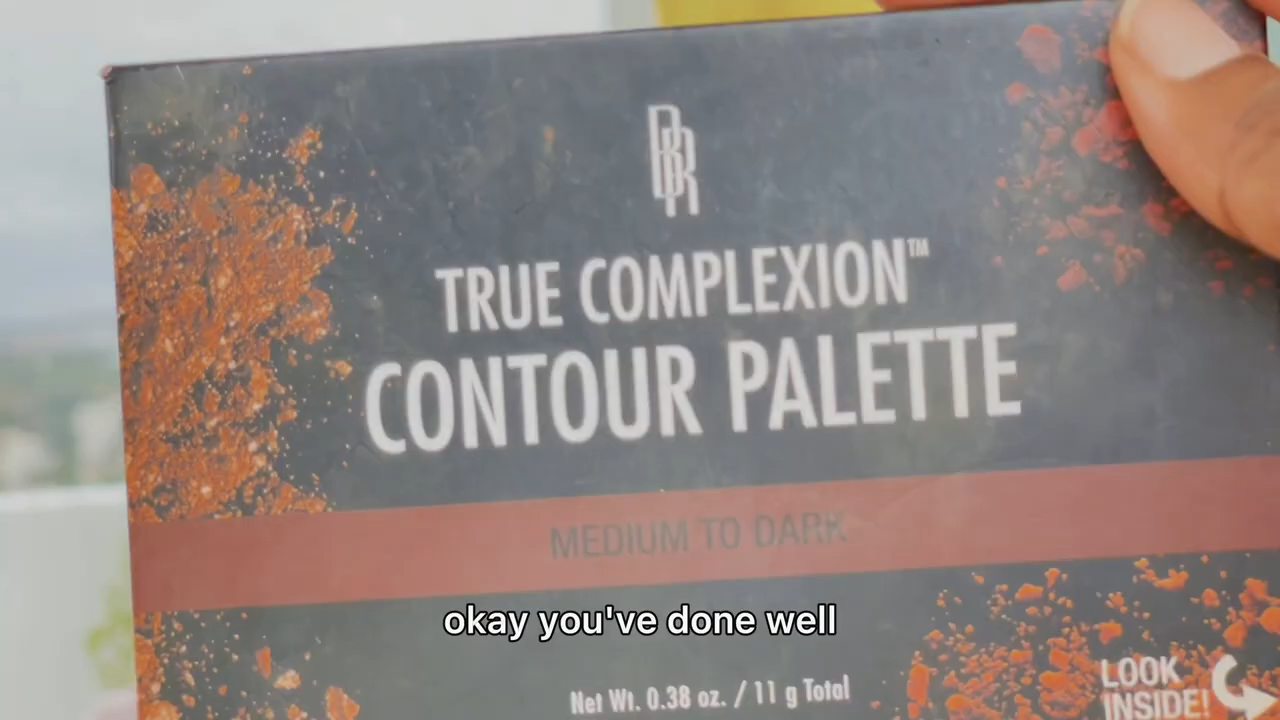 BR
TRUE COMPLEXION™
CONTOUR PALETTE
MEDIUM TO DARK
okay you've done well
Net Wt. 0.38 oz. / 11 g Total
LOOK
INSIDE!